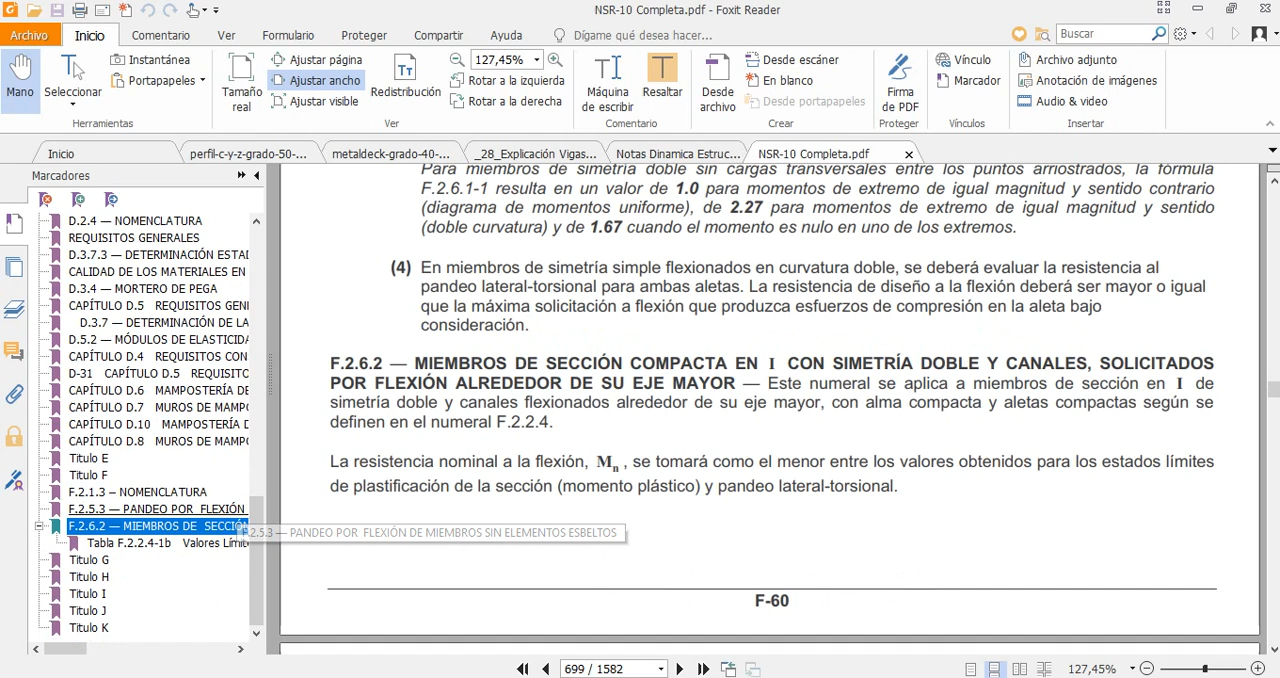 NSR-10 Completa.pdf - Foxit Reader
Archivo Inicio Comentario Ver Formulario Proteger Compartir Ayuda Dígame qué desea hacer... Buscar
Mano
Seleccionar
Instantánea
Portapapeles
Herramientas
Tamaño real
Ajustar página
Ajustar ancho
Ajustar visible
Redistribución
127,45%
Rotar a la izquierda
Rotar a la derecha
Ver
Máquina de escribir
Resaltar
Comentario
Desde archivo
Desde escáner
En blanco
Desde portapapeles
Crear
Firma de PDF
Proteger
Vínculo
Marcador
Vínculos
Archivo adjunto
Anotación de imágenes
Audio & video
Insertar
Inicio perfil-c-y-z-grado-50-... metaldeck-grado-40-... _28_Explicación Vigas... Notas Dinamica Estruc... NSR-10 Completa.pdf
Marcadores
D.2.4 — NOMENCLATURA
REQUISITOS GENERALES
D.3.7.3 — DETERMINACIÓN ESTAD
CALIDAD DE LOS MATERIALES EN
D.3.4 — MORTERO DE PEGA
CAPÍTULO D.5 REQUISITOS GENE
D.3.7 — DETERMINACIÓN DE LA
D.5.2 — MÓDULOS DE ELASTICIDA
CAPÍTULO D.4 REQUISITOS CON
D-31 CAPÍTULO D.5 REQUISITO
CAPÍTULO D.6 MAMPOSTERÍA D
CAPÍTULO D.7 MUROS DE MAMPO
CAPÍTULO D.10 MAMPOSTERÍA D
CAPÍTULO D.8 MUROS DE MAMPO
Titulo E
Titulo F
F.2.1.3 – NOMENCLATURA
F.2.5.3 — PANDEO POR FLEXIÓN
F.2.6.2 — MIEMBROS DE SECCIÓN
F.2.5.3 — PANDEO POR FLEXIÓN DE MIEMBROS SIN ELEMENTOS ESBELTOS
Tabla F.2.2.4-1b Valores Límit
Titulo G
Titulo H
Titulo I
Titulo J
Titulo K
Para miembros de simetría doble sin cargas transversales entre los puntos arriostrados, la fórmula
F.2.6.1-1 resulta en un valor de 1.0 para momentos de extremo de igual magnitud y sentido contrario
(diagrama de momentos uniforme), de 2.27 para momentos de extremo de igual magnitud y sentido
(doble curvatura) y de 1.67 cuando el momento es nulo en uno de los extremos.
(4) En miembros de simetría simple flexionados en curvatura doble, se deberá evaluar la resistencia al
pandeo lateral-torsional para ambas aletas. La resistencia de diseño a la flexión deberá ser mayor o igual
que la máxima solicitación a flexión que produzca esfuerzos de compresión en la aleta bajo
consideración.
F.2.6.2 — MIEMBROS DE SECCIÓN COMPACTA EN I CON SIMETRÍA DOBLE Y CANALES, SOLICITADOS
POR FLEXIÓN ALREDEDOR DE SU EJE MAYOR — Este numeral se aplica a miembros de sección en I de
simetría doble y canales flexionados alrededor de su eje mayor, con alma compacta y aletas compactas según se
definen en el numeral F.2.2.4.
La resistencia nominal a la flexión, Mn , se tomará como el menor entre los valores obtenidos para los estados límites
de plastificación de la sección (momento plástico) y pandeo lateral-torsional.
F-60
699 / 1582
127,45%